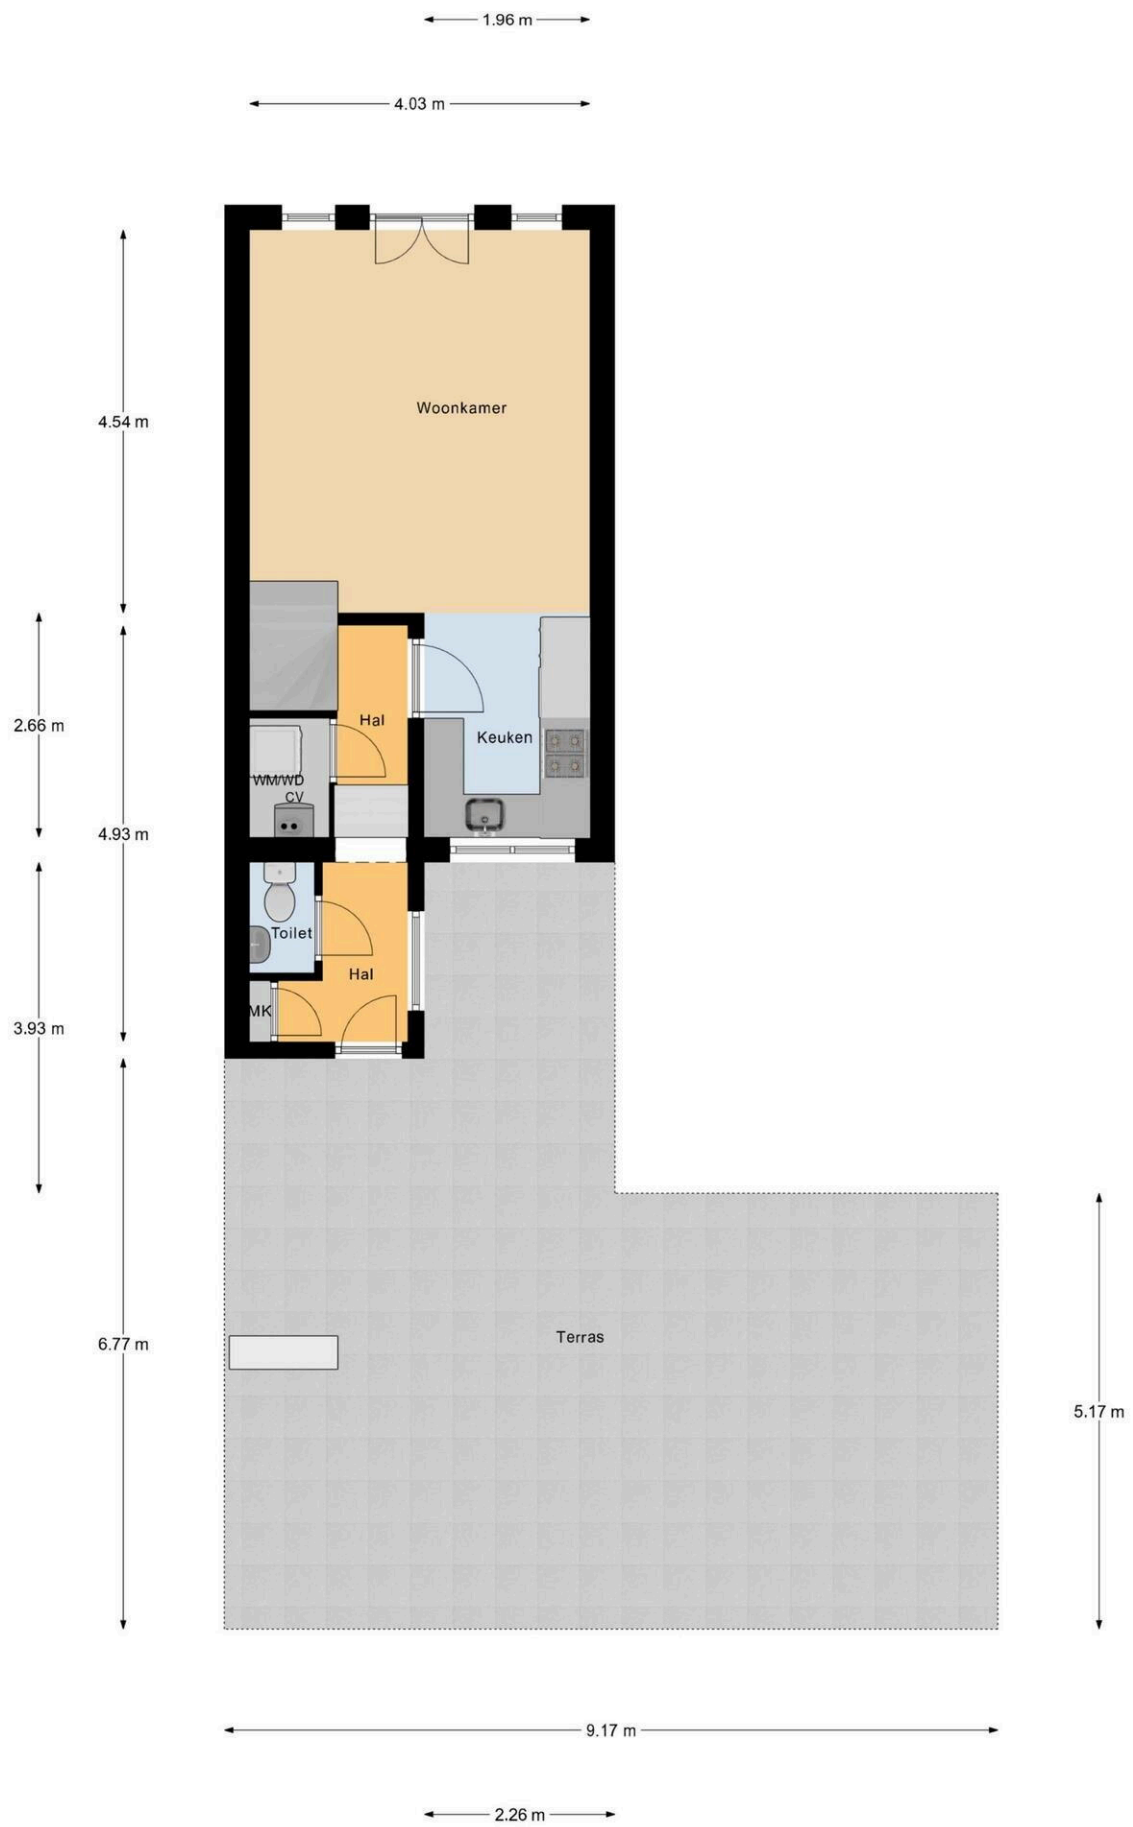 1.96 m
4.03 m
Woonkamer
4.54 m
Hal
2.66 m
Keuken
WM/WD
CV
4.93 m
Toilet
Hal
MK
3.93 m
Terras
6.77 m
5.17 m
9.17 m
2.26 m